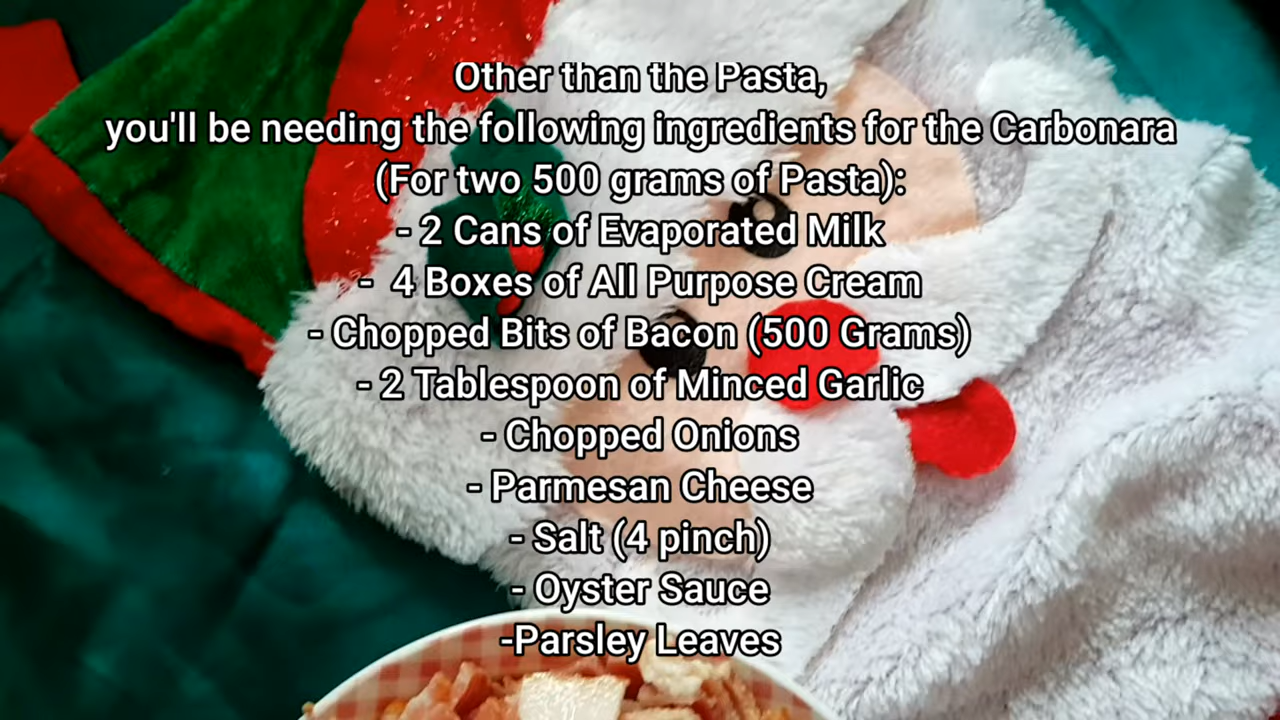 Other than the Pasta,
you'll be needing the following ingredients for the Carbonara
(For two 500 grams of Pasta):
- 2 Cans of Evaporated Milk
-  4 Boxes of All Purpose Cream
- Chopped Bits of Bacon (500 Grams)
- 2 Tablespoon of Minced Garlic
- Chopped Onions
- Parmesan Cheese
- Salt (4 pinch)
- Oyster Sauce
-Parsley Leaves